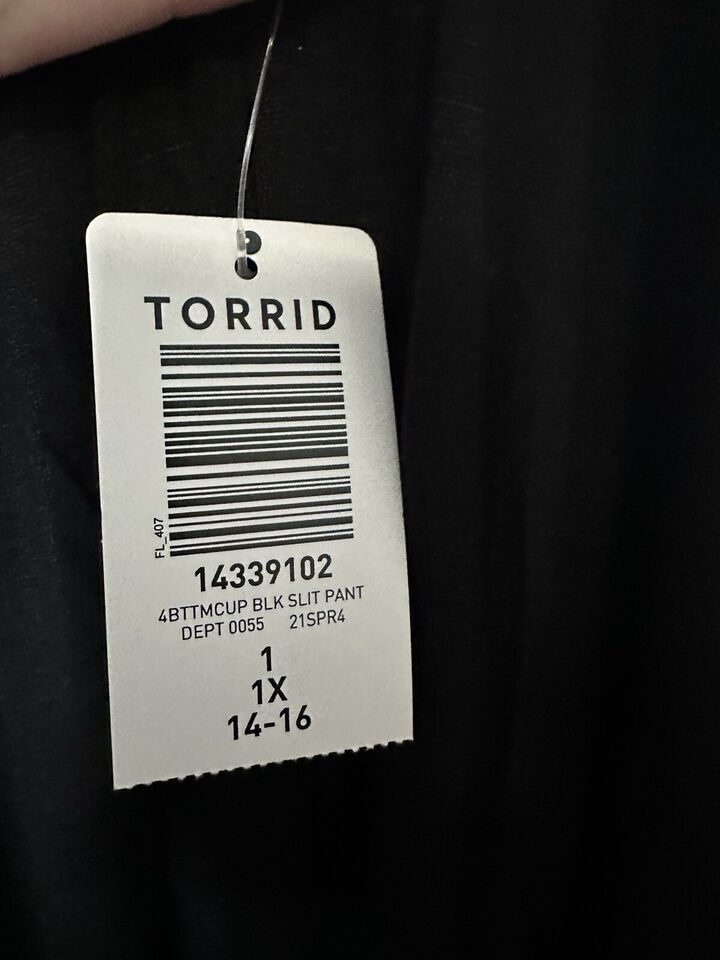 TORRID
FL_407
14339102
4BTTMCUP BLK SLIT PANT
DEPT 0055 21SPR4
1
1X
14-16